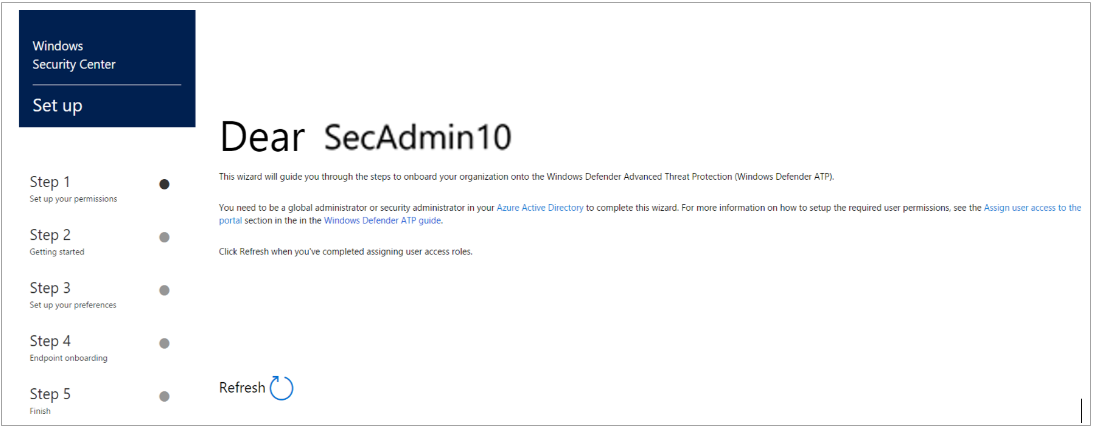 Windows
Security Center
Set up
Dear SecAdmin10
This wizard will guide you through the steps to onboard your organization onto the Windows Defender Advanced Threat Protection (Windows Defender ATP).
You need to be a global administrator or security administrator in your Azure Active Directory to complete this wizard. For more information on how to setup the required user permissions, see the Assign user access to the
portal section in the in the Windows Defender ATP guide.
Click Refresh when you've completed assigning user access roles.
Step 1
Set up your permissions
Step 2
Getting started
Step 3
Set up your preferences
Step 4
Endpoint onboarding
Step 5
Finish
Refresh